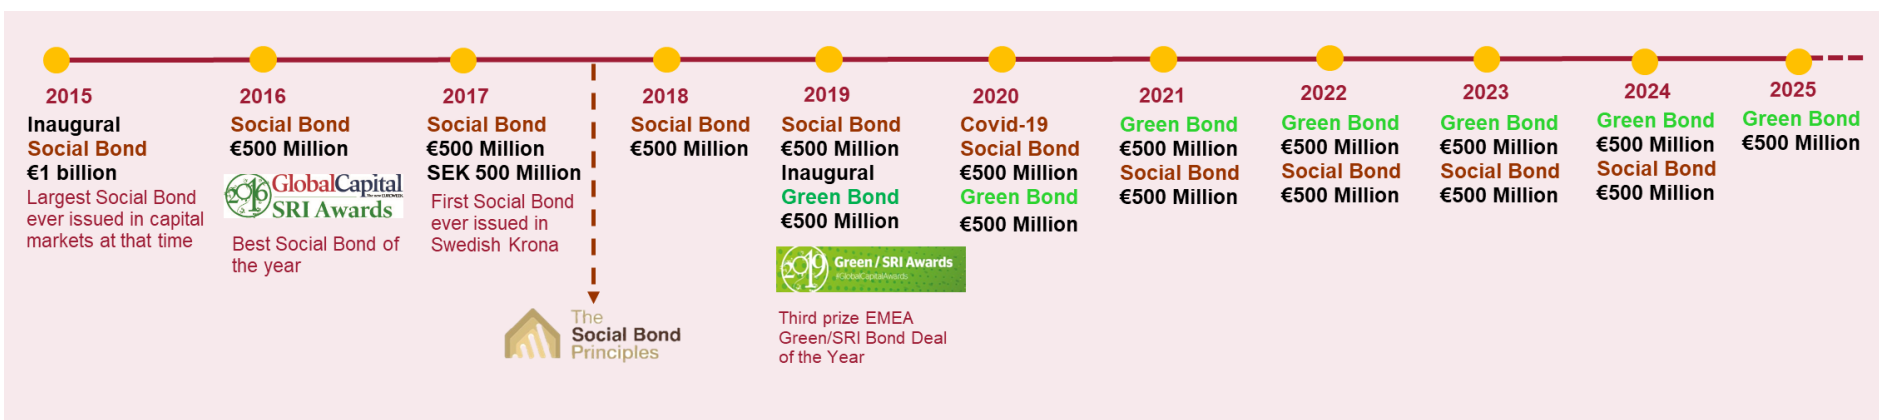 2015
Inaugural
Social Bond
€1 billion
Largest Social Bond
ever issued in capital
markets at that time
2016
Social Bond
€500 Million
2016 GlobalCapital
SRI Awards
Best Social Bond of
the year
2017
Social Bond
€500 Million
SEK 500 Million
First Social Bond
ever issued in
Swedish Krona
The
Social Bond
Principles
2018
Social Bond
€500 Million
2019
Social Bond
€500 Million
Inaugural
Green Bond
€500 Million
2019 Green / SRI Awards
#GlobalCapitalAwards
Third prize EMEA
Green/SRI Bond Deal
of the Year
2020
Covid-19
Social Bond
€500 Million
Green Bond
€500 Million
2021
Green Bond
€500 Million
Social Bond
€500 Million
2022
Green Bond
€500 Million
Social Bond
€500 Million
2023
Green Bond
€500 Million
Social Bond
€500 Million
2024
Green Bond
€500 Million
Social Bond
€500 Million
2025
Green Bond
€500 Million